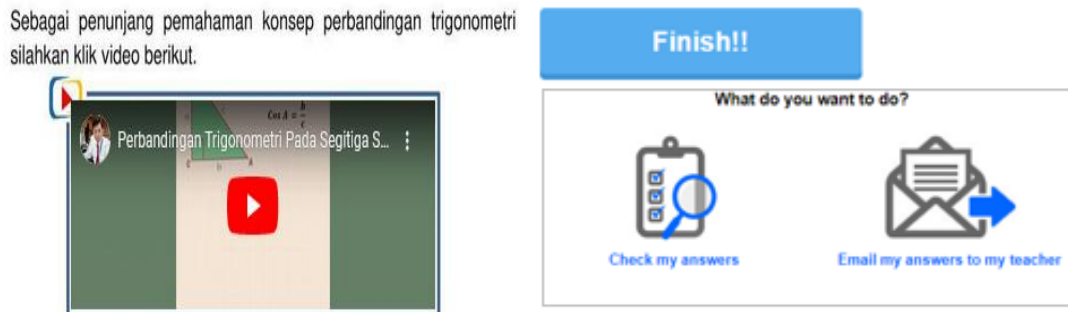 Sebagai penunjang pemahaman konsep perbandingan trigonometri
silahkan klik video berikut.
Cos A = b/c
Perbandingan Trigonometri Pada Segitiga S...
b
A
Finish!!
What do you want to do?
Check my answers
Email my answers to my teacher